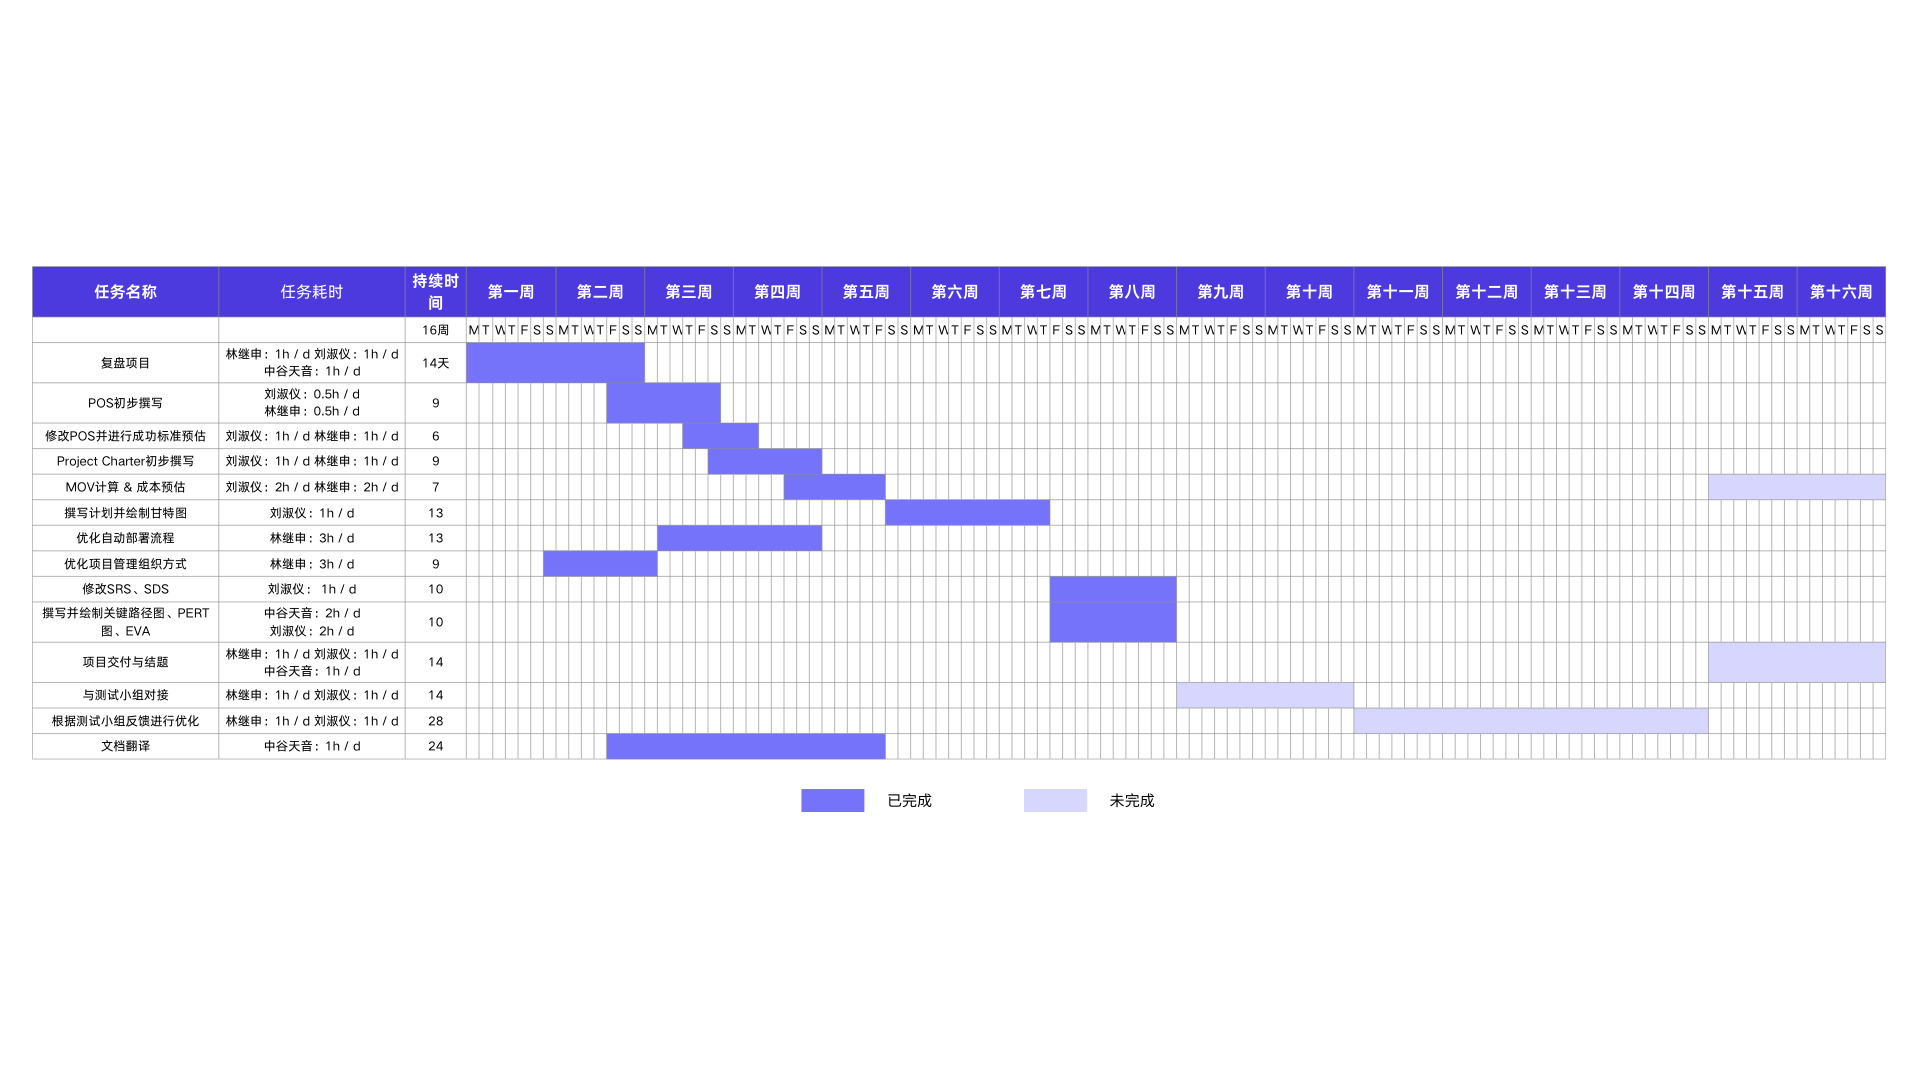 任务名称 任务耗时 持续时间 第一周 第二周 第三周 第四周 第五周 第六周 第七周 第八周 第九周 第十周 第十一周 第十二周 第十三周 第十四周 第十五周 第十六周
16周 M T W T F S S M T W T F S S M T W T F S S M T W T F S S M T W T F S S M T W T F S S M T W T F S S M T W T F S S M T W T F S S M T W T F S S M T W T F S S M T W T F S S M T W T F S S M T W T F S S M T W T F S S M T W T F S S
复盘项目
林继申：1h / d 刘淑仪：1h / d
中谷天音：1h / d
14天
POS初步撰写
刘淑仪：0.5h / d
林继申：0.5h / d
9
修改POS并进行成功标准预估 刘淑仪：1h / d 林继申：1h / d 6
Project Charter初步撰写 刘淑仪：1h / d 林继申：1h / d 9
MOV计算 & 成本预估 刘淑仪：2h / d 林继申：2h / d 7
撰写计划并绘制甘特图 刘淑仪：1h / d 13
优化自动部署流程 林继申：3h / d 13
优化项目管理组织方式 林继申：3h / d 9
修改SRS、SDS 刘淑仪： 1h / d 10
撰写并绘制关键路径图、PERT
图、EVA
中谷天音：2h / d
刘淑仪：2h / d
10
项目交付与结题
林继申：1h / d 刘淑仪：1h / d
中谷天音：1h / d
14
与测试小组对接 林继申：1h / d 刘淑仪：1h / d 14
根据测试小组反馈进行优化 林继申：1h / d 刘淑仪：1h / d 28
文档翻译 中谷天音：1h / d 24
已完成 未完成